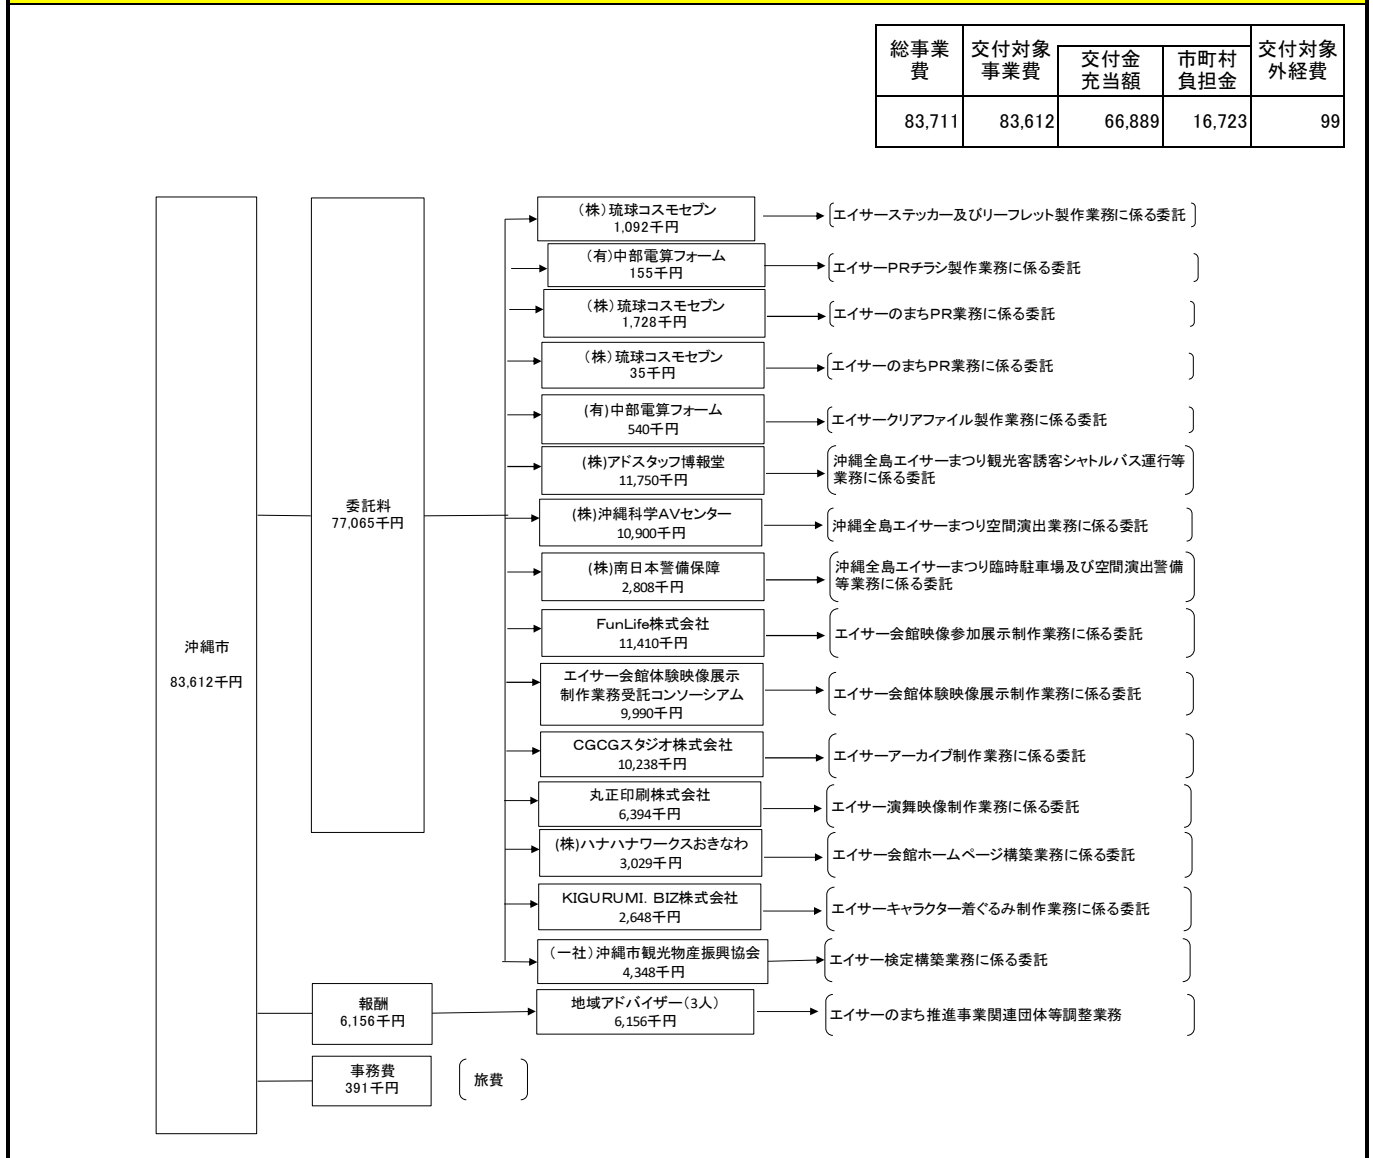 総事業
費
交付対象
事業費
交付金
充当額
市町村
負担金
交付対象
外経費
83,711
83,612
66,889
16,723
99
沖縄市
83,612千円
委託料
77,065千円
（株）琉球コスモセブン
1,092千円
エイサーステッカー及びリーフレット製作業務に係る委託
（有）中部電算フォーム
155千円
エイサーPRチラシ製作業務に係る委託
（株）琉球コスモセブン
1,728千円
エイサーのまちPR業務に係る委託
（株）琉球コスモセブン
35千円
エイサーのまちPR業務に係る委託
(有)中部電算フォーム
540千円
エイサークリアファイル製作業務に係る委託
(株)アドスタッフ博報堂
11,750千円
沖縄全島エイサーまつり観光客誘客シャトルバス運行等
業務に係る委託
(株)沖縄科学AVセンター
10,900千円
沖縄全島エイサーまつり空間演出業務に係る委託
(株)南日本警備保障
2,808千円
沖縄全島エイサーまつり臨時駐車場及び空間演出警備
等業務に係る委託
FunLife株式会社
11,410千円
エイサー会館映像参加展示制作業務に係る委託
エイサー会館体験映像展示
制作業務受託コンソーシアム
9,990千円
エイサー会館体験映像展示制作業務に係る委託
CGCGスタジオ株式会社
10,238千円
エイサーアーカイブ制作業務に係る委託
丸正印刷株式会社
6,394千円
エイサー演舞映像制作業務に係る委託
(株)ハナハナワークスおきなわ
3,029千円
エイサー会館ホームページ構築業務に係る委託
KIGURUMI．BIZ株式会社
2,648千円
エイサーキャラクター着ぐるみ制作業務に係る委託
（一社）沖縄市観光物産振興協会
4,348千円
エイサー検定構築業務に係る委託
報酬
6,156千円
地域アドバイザー（3人）
6,156千円
エイサーのまち推進事業関連団体等調整業務
事務費
391千円
旅費